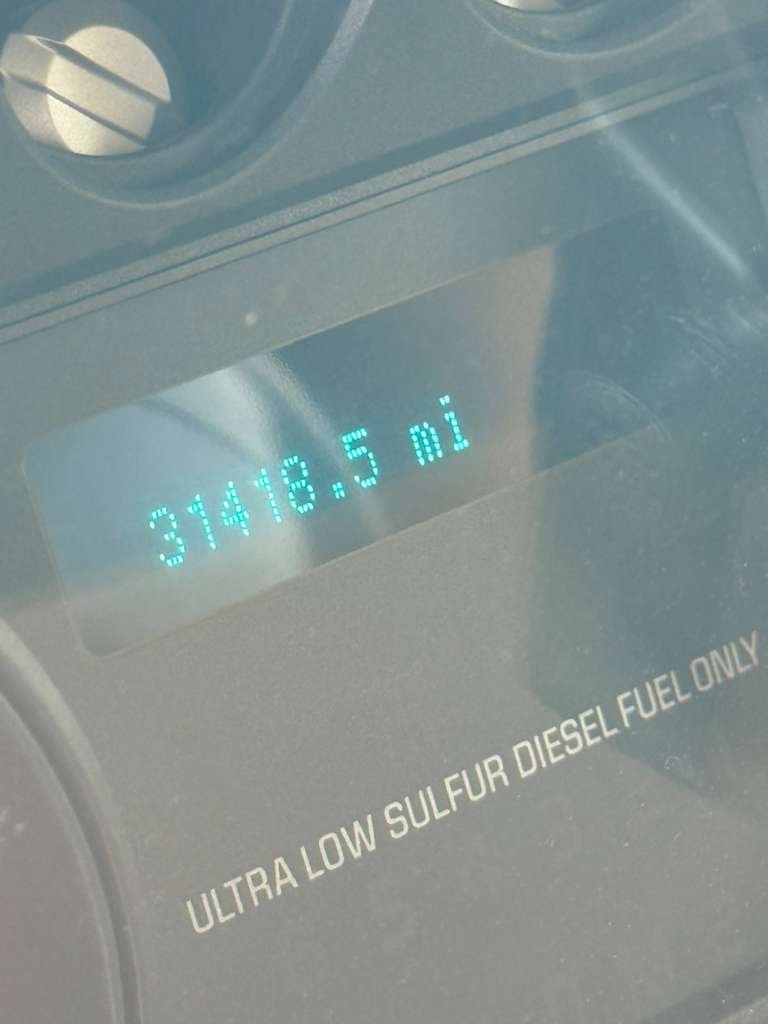 31418.5 mi
ULTRA LOW SULFUR DIESEL FUEL ONLY